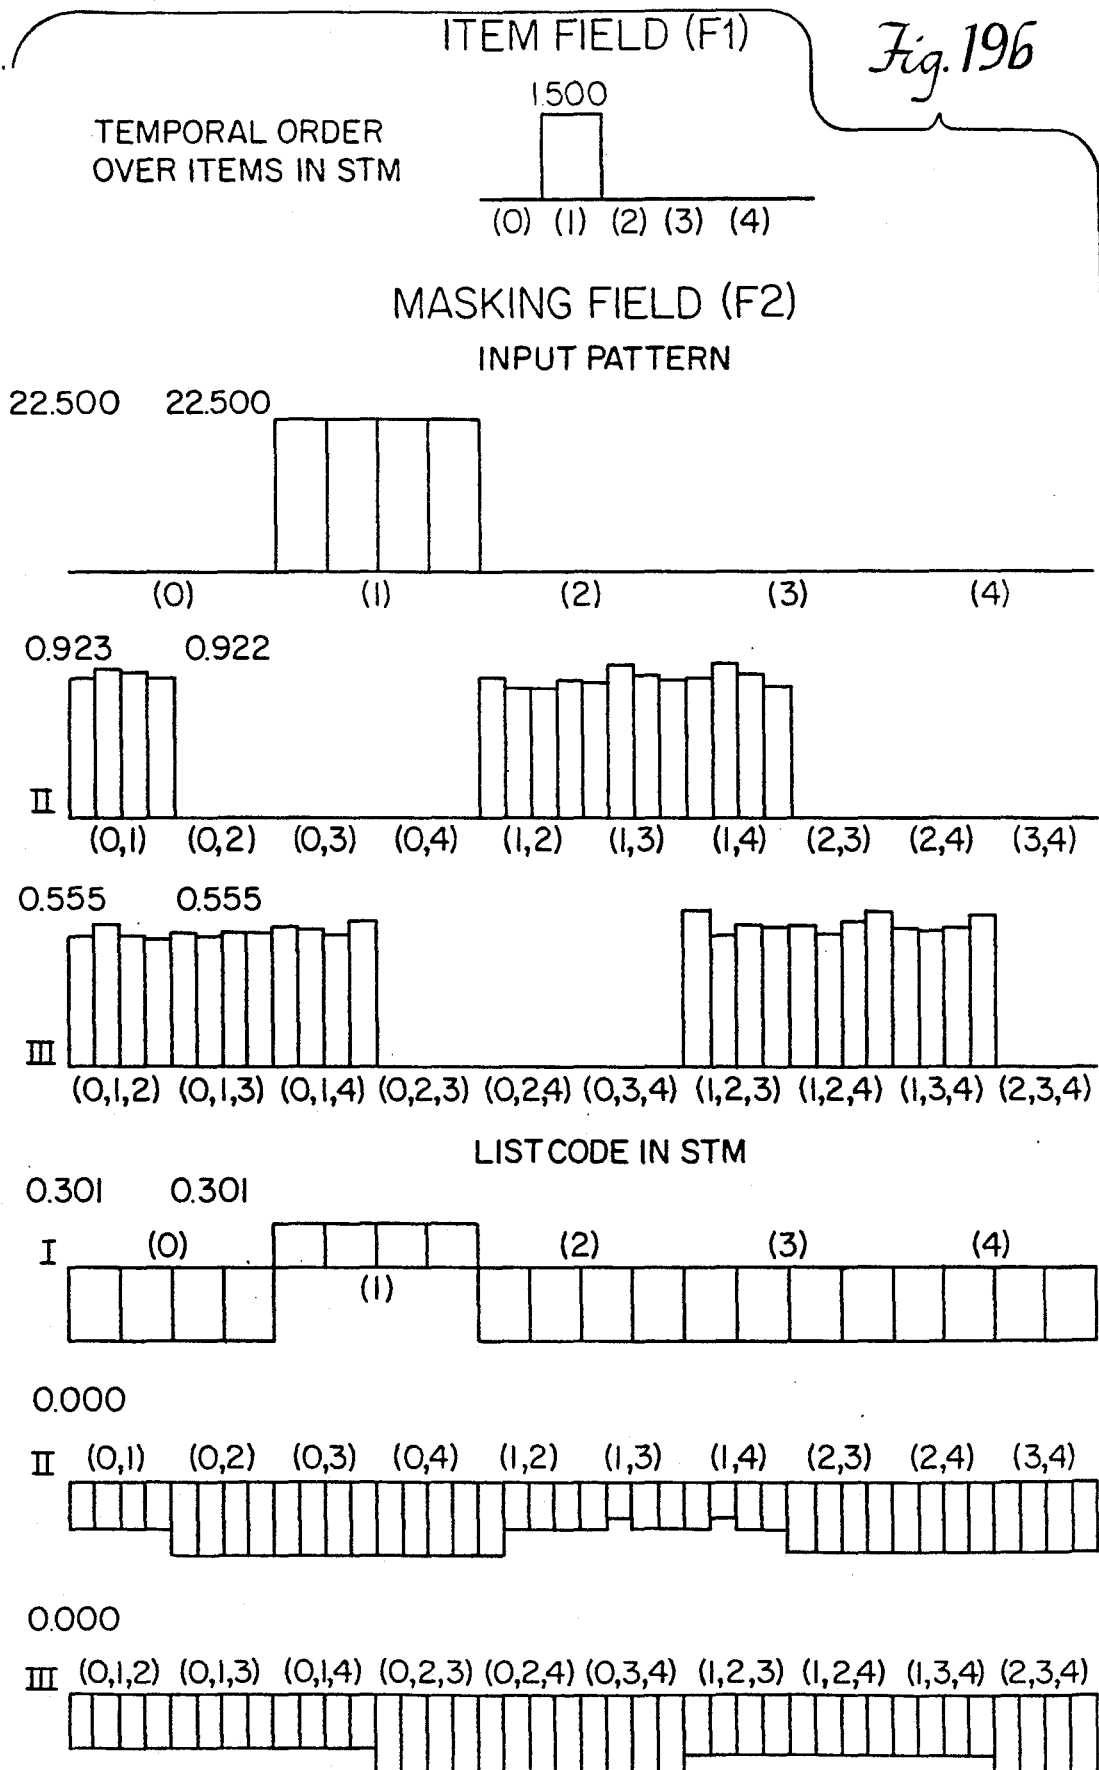 ITEM FIELD (F1)
Fig. 19b
1.500
TEMPORAL ORDER
OVER ITEMS IN STM
(0) (1) (2) (3) (4)
MASKING FIELD (F2)
INPUT PATTERN
22.500 22.500
(0) (1) (2) (3) (4)
0.923 0.922
II
(0,1) (0,2) (0,3) (0,4) (1,2) (1,3) (1,4) (2,3) (2,4) (3,4)
0.555 0.555
III
(0,1,2) (0,1,3) (0,1,4) (0,2,3) (0,2,4) (0,3,4) (1,2,3) (1,2,4) (1,3,4) (2,3,4)
LIST CODE IN STM
0.301 0.301
I (0) (1) (2) (3) (4)
0.000
II (0,1) (0,2) (0,3) (0,4) (1,2) (1,3) (1,4) (2,3) (2,4) (3,4)
0.000
III (0,1,2) (0,1,3) (0,1,4) (0,2,3) (0,2,4) (0,3,4) (1,2,3) (1,2,4) (1,3,4) (2,3,4)